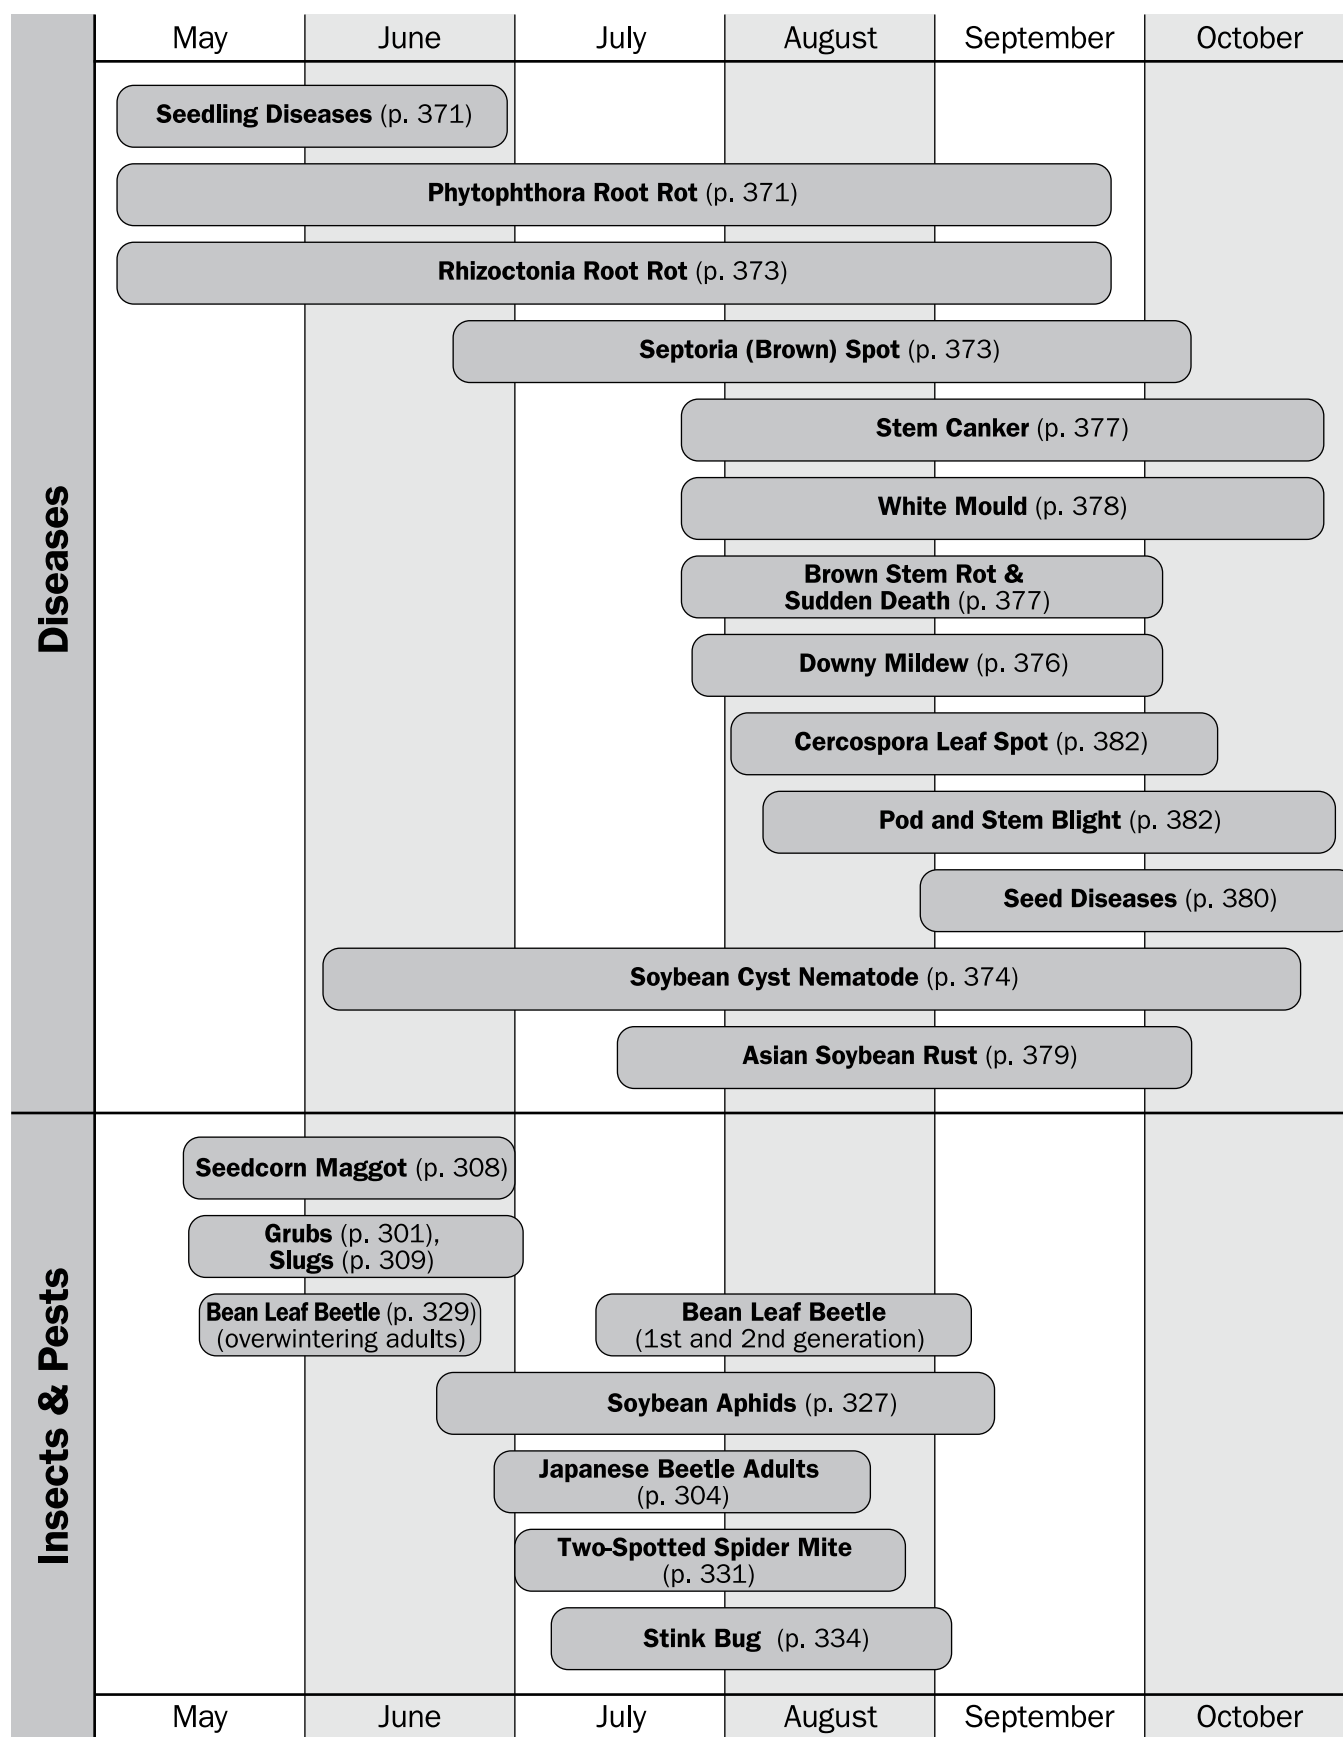 May June July August September October
Diseases
Seedling Diseases (p. 371)
Phytophthora Root Rot (p. 371)
Rhizoctonia Root Rot (p. 373)
Septoria (Brown) Spot (p. 373)
Stem Canker (p. 377)
White Mould (p. 378)
Brown Stem Rot &
Sudden Death (p. 377)
Downy Mildew (p. 376)
Cercospora Leaf Spot (p. 382)
Pod and Stem Blight (p. 382)
Seed Diseases (p. 380)
Soybean Cyst Nematode (p. 374)
Asian Soybean Rust (p. 379)
Insects & Pests
Seedcorn Maggot (p. 308)
Grubs (p. 301),
Slugs (p. 309)
Bean Leaf Beetle (p. 329)
(overwintering adults)
Bean Leaf Beetle
(1st and 2nd generation)
Soybean Aphids (p. 327)
Japanese Beetle Adults
(p. 304)
Two-Spotted Spider Mite
(p. 331)
Stink Bug (p. 334)
May June July August September October